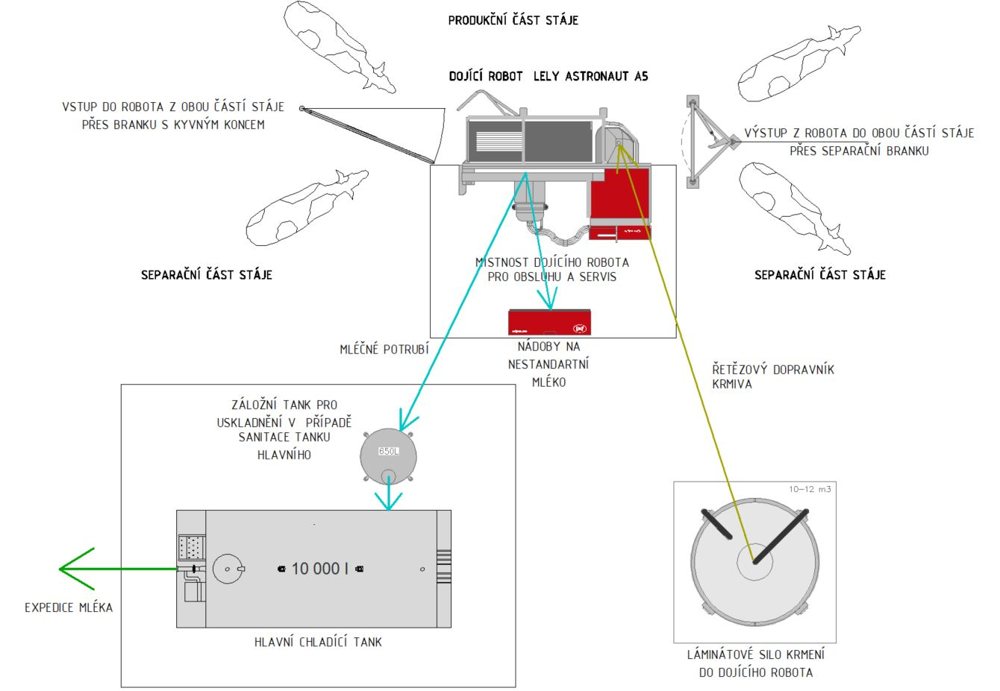 PRODUKČNÍ ČÁST STÁJE
DOJÍCÍ ROBOT LELY ASTRONAUT A5
VSTUP DO ROBOTA Z OBOU ČÁSTÍ STÁJE
PŘES BRANKU S KYVNÝM KONCEM
VÝSTUP Z ROBOTA DO OBOU ČÁSTÍ STÁJE
PŘES SEPARAČNÍ BRANKU
SEPARAČNÍ ČÁST STÁJE
MÍSTNOST DOJÍCÍHO ROBOTA
PRO OBSLUHU A SERVIS
SEPARAČNÍ ČÁST STÁJE
MLÉČNÉ POTRUBÍ
NÁDOBY NA
NESTANDARTNÍ
MLÉKO
ŘETĚZOVÝ DOPRAVNÍK
KRMIVA
ZÁLOŽNÍ TANK PRO
USKLADNĚNÍ V PŘÍPADĚ
SANITACE TANKU
HLAVNÍHO
650L
10-12 m3
10 000 l
EXPEDICE MLÉKA
HLAVNÍ CHLADÍCÍ TANK
LÁMINÁTOVÉ SILO KRMENÍ
DO DOJÍCÍHO ROBOTA